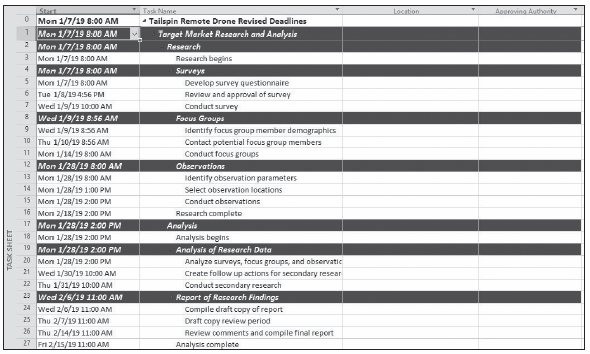 Start Task Name Location Approving Authority
0 Mon 1/7/19 8:00 AM Tailspin Remote Drone Revised Deadlines
1 Mon 1/7/19 8:00 AM Target Market Research and Analysis
2 Mon 1/7/19 8:00 AM Research
3 Mon 1/7/19 8:00 AM Research begins
4 Mon 1/7/19 8:00 AM Surveys
5 Mon 1/7/19 8:00 AM Develop survey questionnaire
6 Tue 1/8/19 4:56 PM Review and approval of survey
7 Wed 1/9/19 10:00 AM Conduct survey
8 Wed 1/9/19 8:56 AM Focus Groups
9 Wed 1/9/19 8:56 AM Identify focus group member demographics
10 Thu 1/10/19 8:56 AM Contact potential focus group members
11 Mon 1/14/19 8:00 AM Conduct focus groups
12 Mon 1/28/19 8:00 AM Observations
13 Mon 1/28/19 8:00 AM Identify observation parameters
14 Mon 1/28/19 1:00 PM Select observation locations
15 Mon 1/28/19 2:00 PM Conduct observations
16 Mon 2/18/19 2:00 PM Research complete
17 Mon 1/28/19 2:00 PM Analysis
18 Mon 1/28/19 2:00 PM Analysis begins
19 Mon 1/28/19 2:00 PM Analysis of Research Data
20 Mon 1/28/19 2:00 PM Analyze surveys, focus groups, and observatic
21 Wed 1/30/19 10:00 AM Create follow up actions for secondary resear
22 Thu 1/31/19 10:00 AM Conduct secondary research
23 Wed 2/6/19 11:00 AM Report of Research Findings
24 Wed 2/6/19 11:00 AM Compile draft copy of report
25 Thu 2/7/19 11:00 AM Draft copy review period
26 Thu 2/14/19 11:00 AM Review comments and compile final report
27 Fri 2/15/19 11:00 AM Analysis complete
TASK SHEET